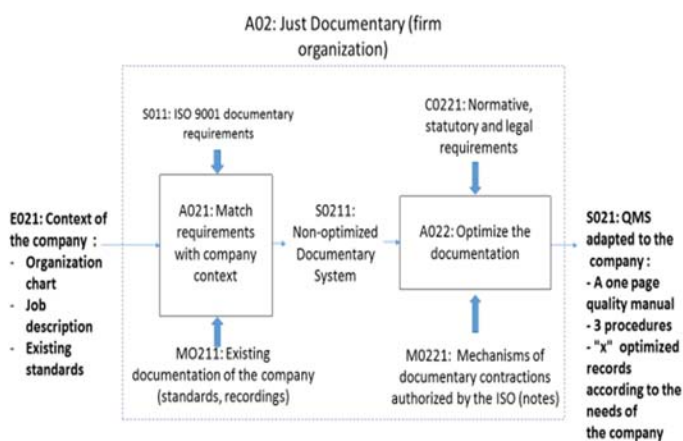 A02: Just Documentary (firm
organization)
S011: ISO 9001 documentary
requirements
C0221: Normative,
statutory and legal
requirements
E021: Context of
the company :
- Organization
chart
- Job
description
- Existing
standards
A021: Match
requirements
with company
context
S0211:
Non-optimized
Documentary
System
A022: Optimize the
documentation
S021: QMS
adapted to the
company :
- A one page
quality manual
- 3 procedures
- "x" optimized
records
according to the
needs of
the company
MO211: Existing
documentation of the company
(standards, recordings)
M0221: Mechanisms of
documentary contractions
authorized by the ISO (notes)